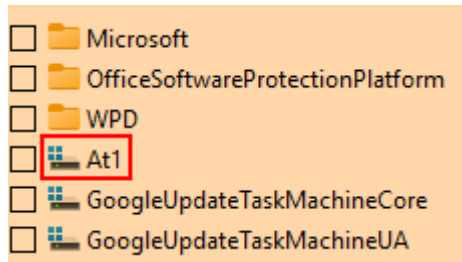 Microsoft
OfficeSoftwareProtectionPlatform
WPD
At1
GoogleUpdateTaskMachineCore
GoogleUpdateTaskMachineUA